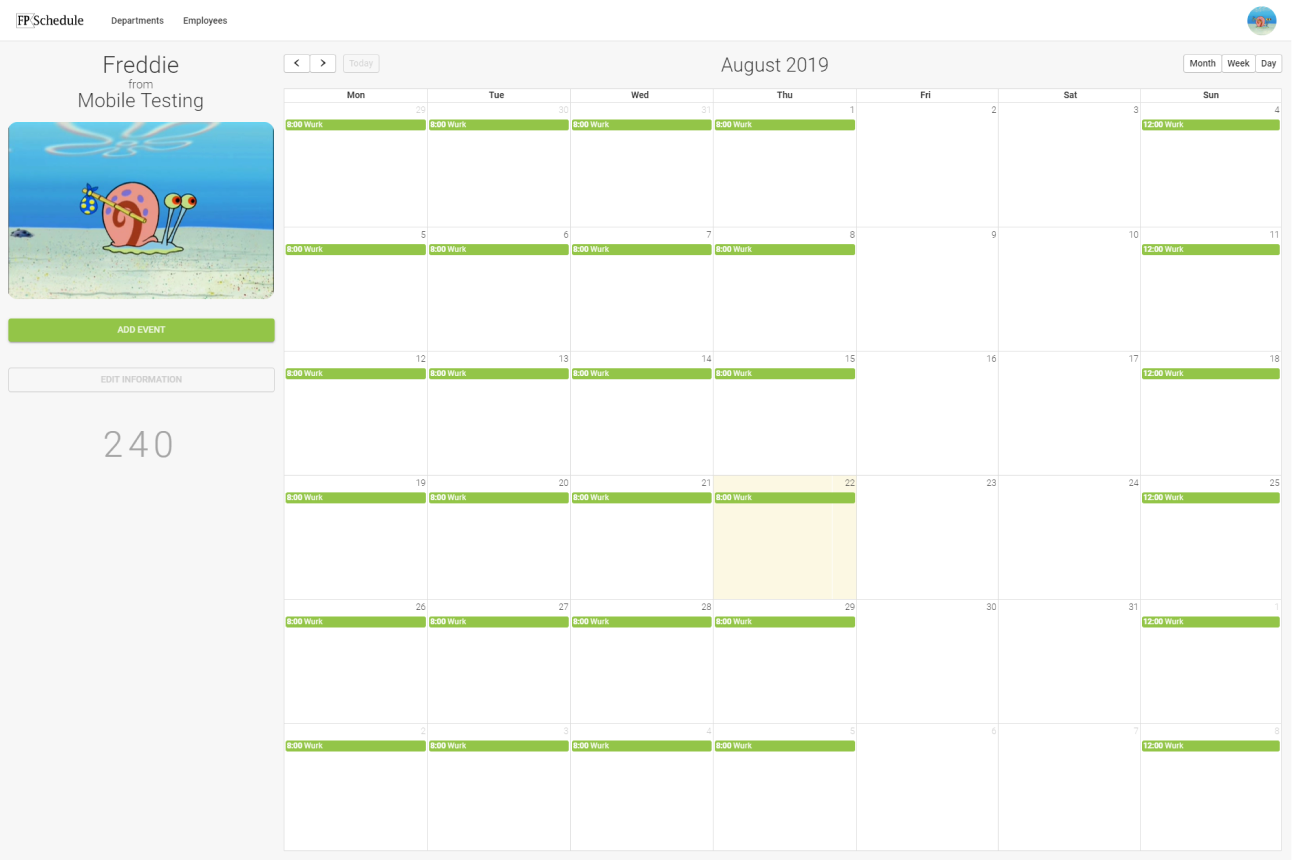 FP Schedule Departments Employees
Freddie
from
Mobile Testing
ADD EVENT
EDIT INFORMATION
240
Today August 2019 Month Week Day
Mon Tue Wed Thu Fri Sat Sun
29 30 31 1 2 3 4
8:00 Wurk 8:00 Wurk 8:00 Wurk 8:00 Wurk 12:00 Wurk
5 6 7 8 9 10 11
8:00 Wurk 8:00 Wurk 8:00 Wurk 8:00 Wurk 12:00 Wurk
12 13 14 15 16 17 18
8:00 Wurk 8:00 Wurk 8:00 Wurk 8:00 Wurk 12:00 Wurk
19 20 21 22 23 24 25
8:00 Wurk 8:00 Wurk 8:00 Wurk 8:00 Wurk 12:00 Wurk
26 27 28 29 30 31 1
8:00 Wurk 8:00 Wurk 8:00 Wurk 8:00 Wurk 12:00 Wurk
2 3 4 5 6 7 8
8:00 Wurk 8:00 Wurk 8:00 Wurk 8:00 Wurk 12:00 Wurk